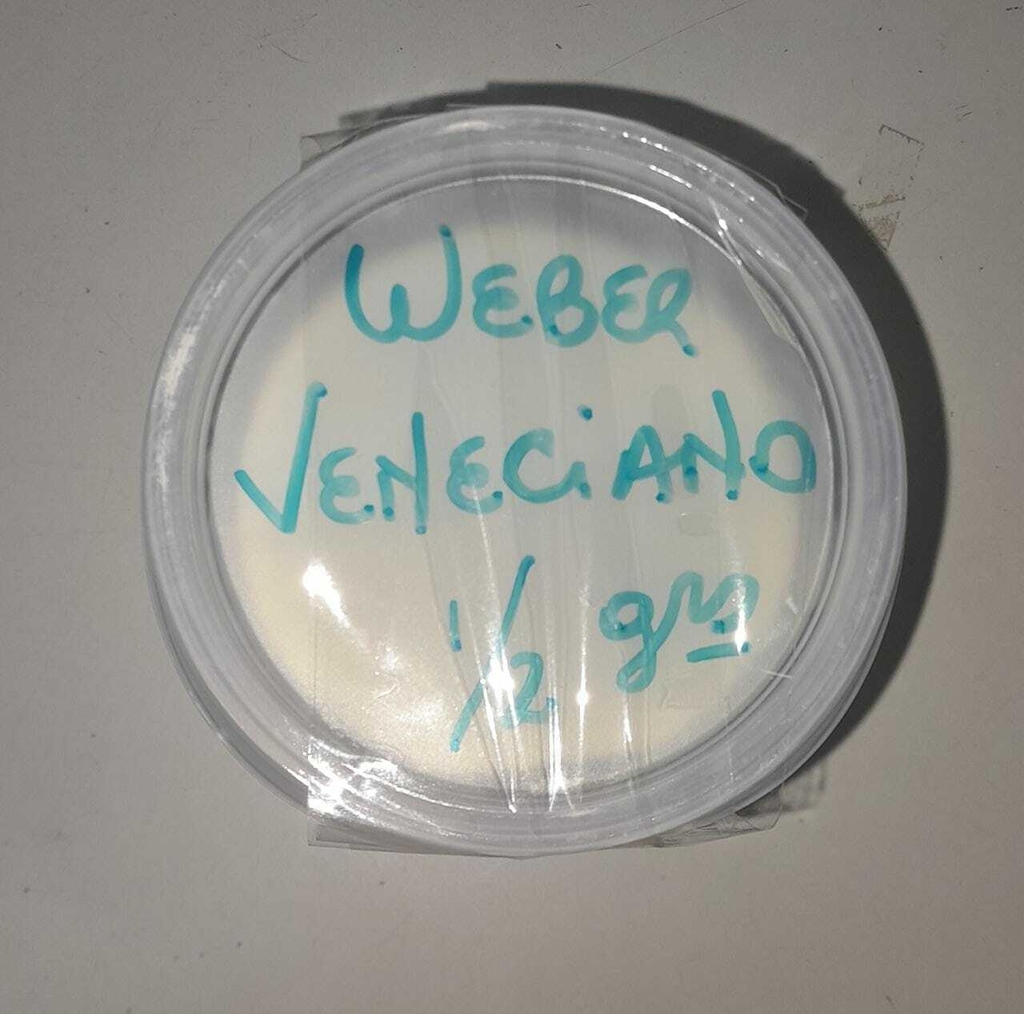 WEBER
VENECiANO
1/2 grs